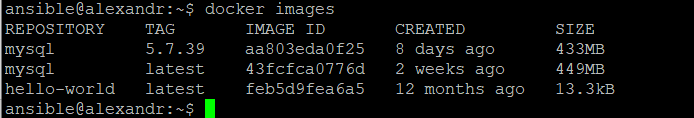 ansible@alexandr:~$ docker images
REPOSITORY    TAG       IMAGE ID       CREATED         SIZE
mysql         5.7.39    aa803eda0f25   8 days ago      433MB
mysql         latest    43fcfca0776d   2 weeks ago     449MB
hello-world   latest    feb5d9fea6a5   12 months ago   13.3kB
ansible@alexandr:~$